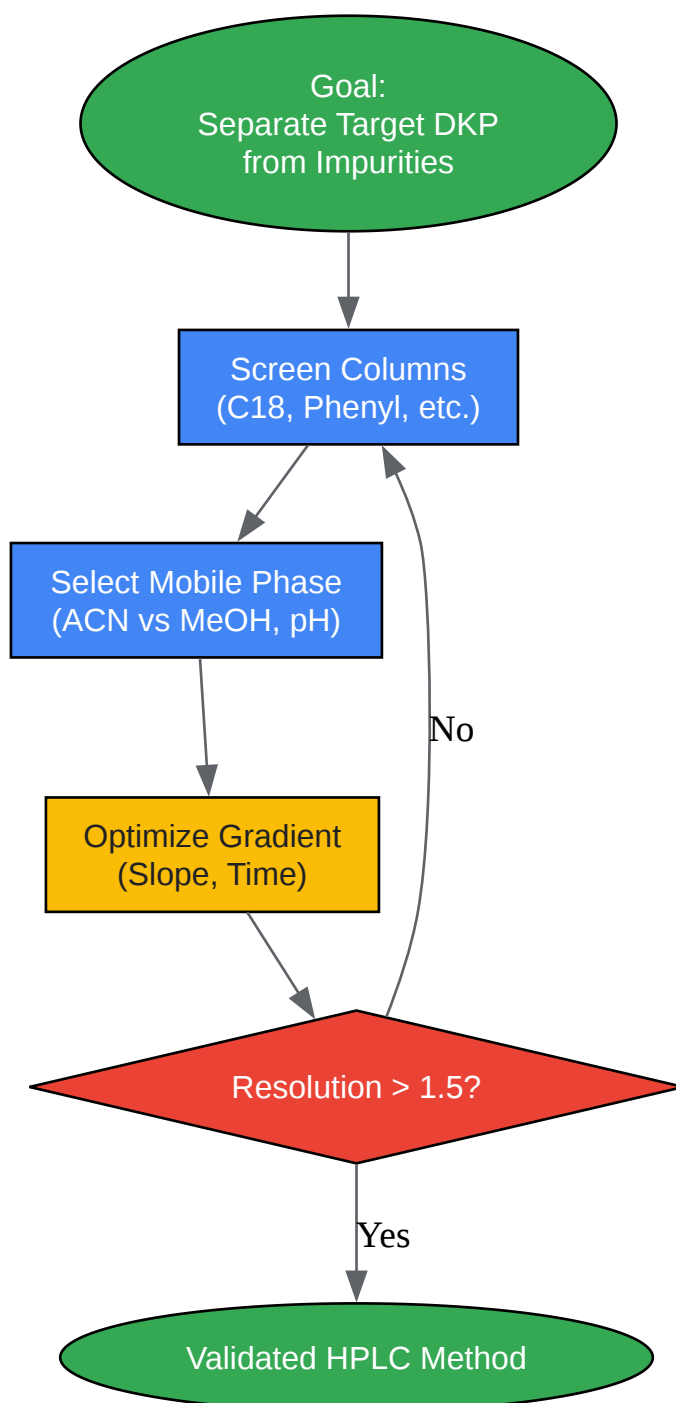 Goal:
Separate Target DKP
from Impurities
Screen Columns
(C18, Phenyl, etc.)
Select Mobile Phase
(ACN vs MeOH, pH)
No
Optimize Gradient
(Slope, Time)
Resolution > 1.5?
Yes
Validated HPLC Method